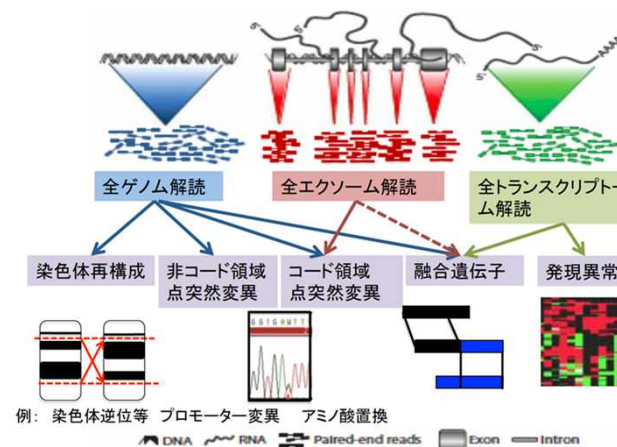 5'
5'
5'
AAAA
全ゲノム解読
全エクソーム解読
全トランスクリプトー
ム解読
染色体再構成
非コード領域
点突然変異
コード領域
点突然変異
融合遺伝子
発現異常
例： 染色体逆位等 プロモーター変異 アミノ酸置換
DNA RNA Paired-end reads Exon Intron